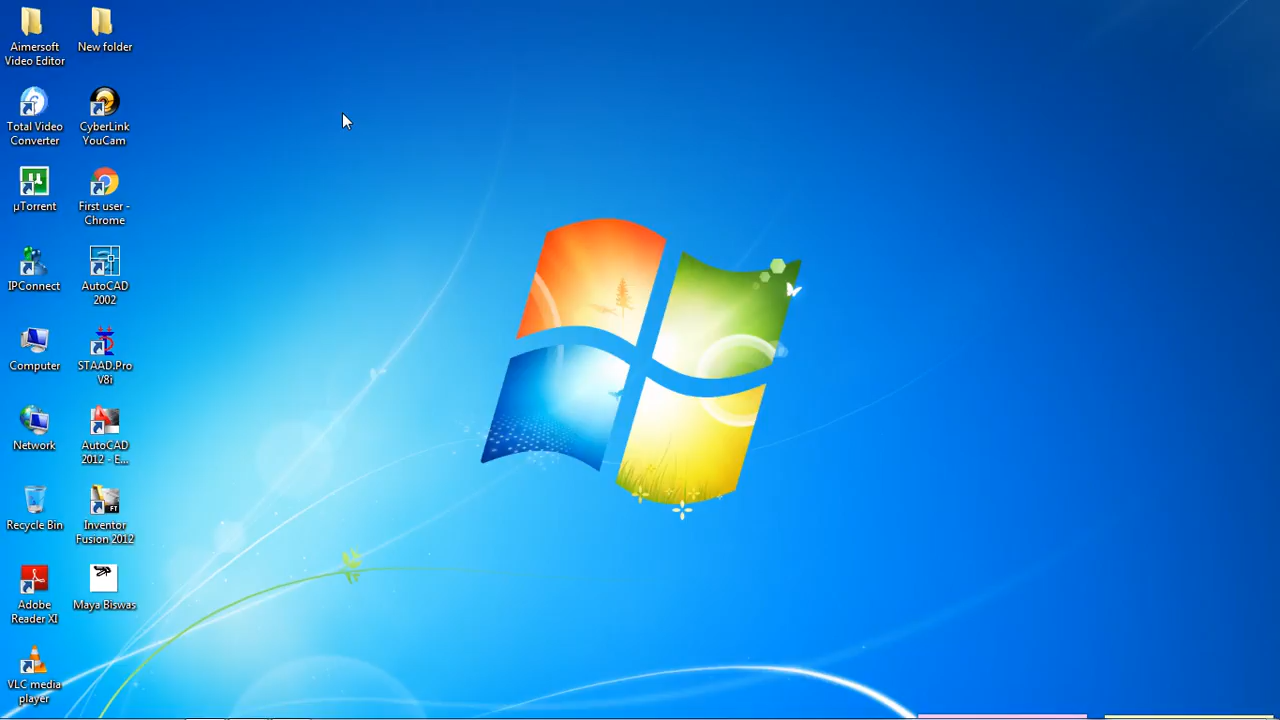 Aimersoft
Video Editor
New folder
Total Video
Converter
CyberLink
YouCam
µTorrent
First user -
Chrome
IPConnect
AutoCAD
2002
Computer
STAAD.Pro
V8i
Network
AutoCAD
2012 - E...
Recycle Bin
Inventor
Fusion 2012
FT
Adobe
Reader XI
Maya Biswas
VLC media
player